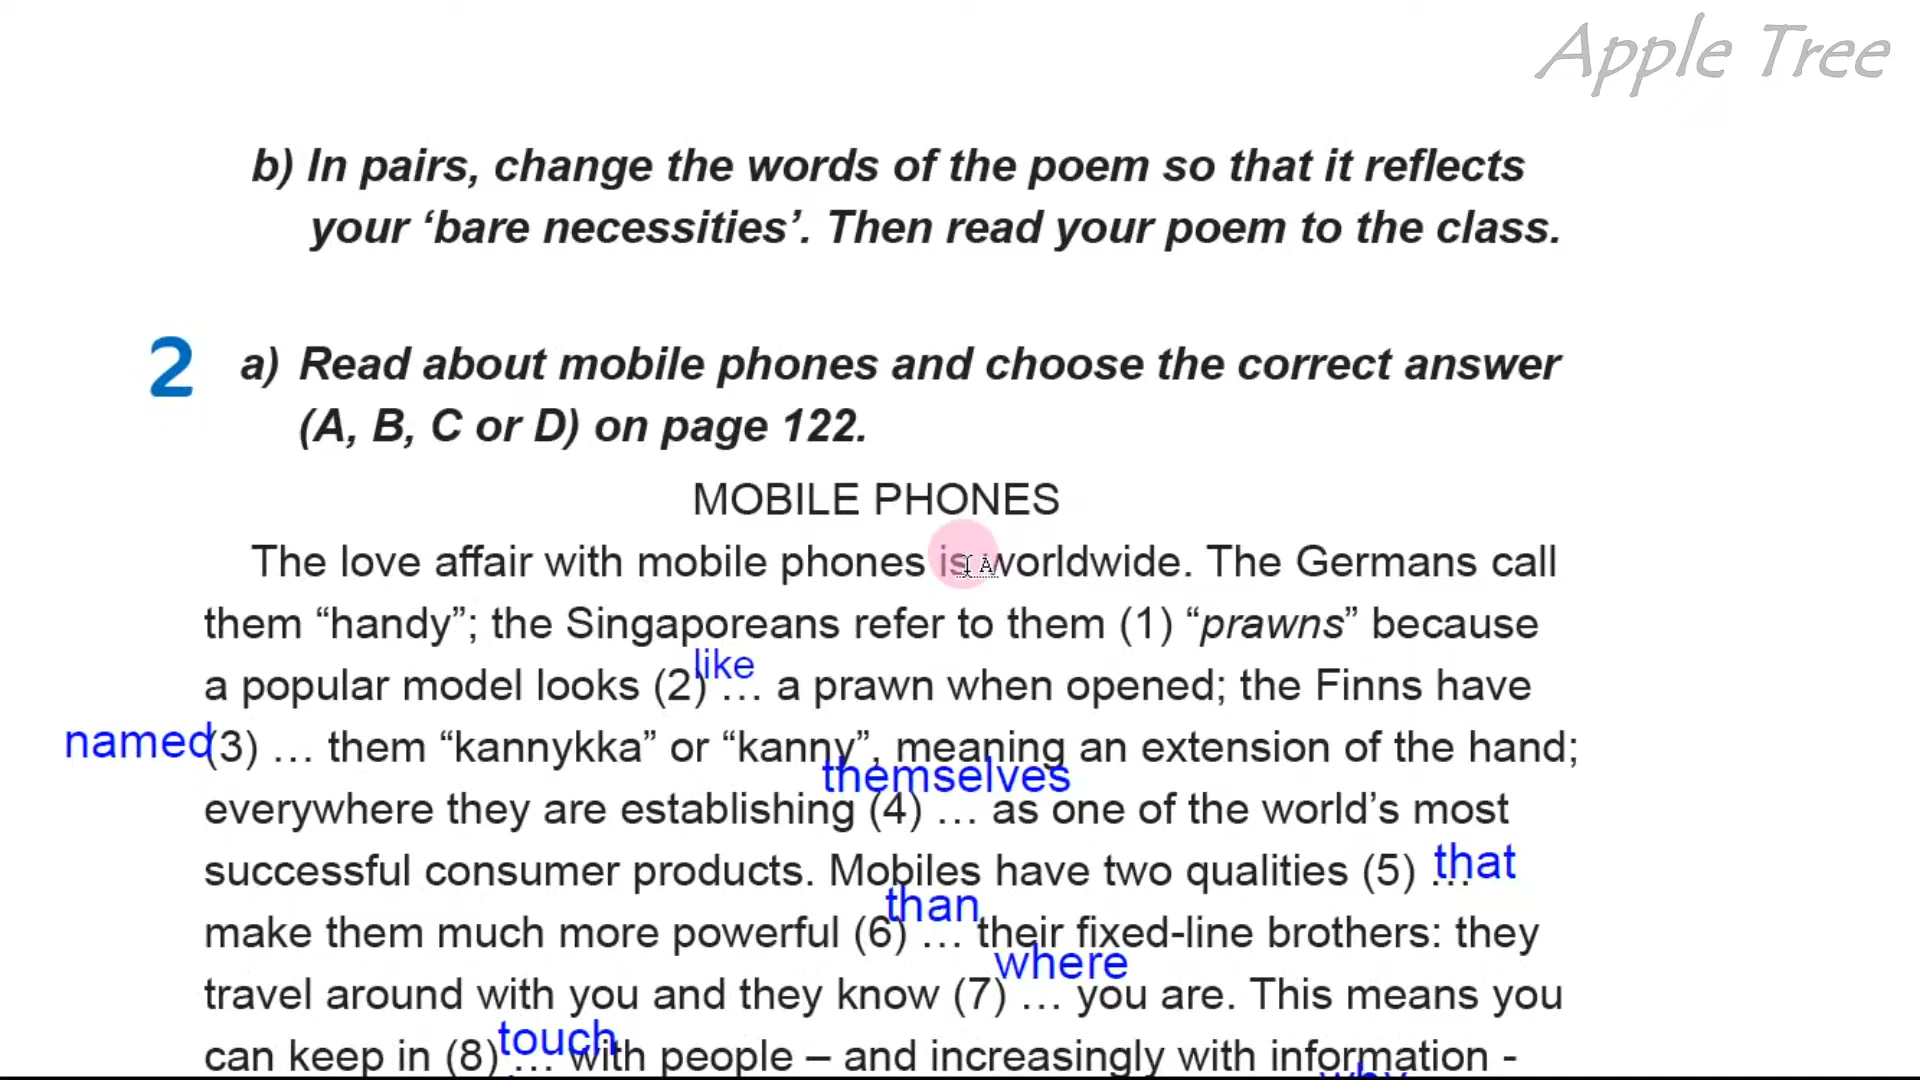 Apple Tree
b) In pairs, change the words of the poem so that it reflects
your ‘bare necessities’. Then read your poem to the class.
2 a) Read about mobile phones and choose the correct answer
(A, B, C or D) on page 122.
MOBILE PHONES
The love affair with mobile phones is worldwide. The Germans call
them “handy”; the Singaporeans refer to them (1) “prawns” because
like
a popular model looks (2) … a prawn when opened; the Finns have
named (3) … them “kannykka” or “kanny”, meaning an extension of the hand;
themselves
everywhere they are establishing (4) … as one of the world’s most
successful consumer products. Mobiles have two qualities (5) … that
than
make them much more powerful (6) … their fixed-line brothers: they
where
travel around with you and they know (7) … you are. This means you
touch
can keep in (8) … with people – and increasingly with information -
why